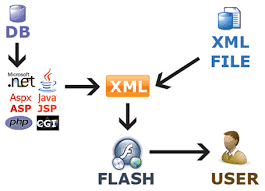 DB
XML
FILE
Microsoft
.net
Aspx
Java
ASP
JSP
php
CGI
XML
FLASH
USER